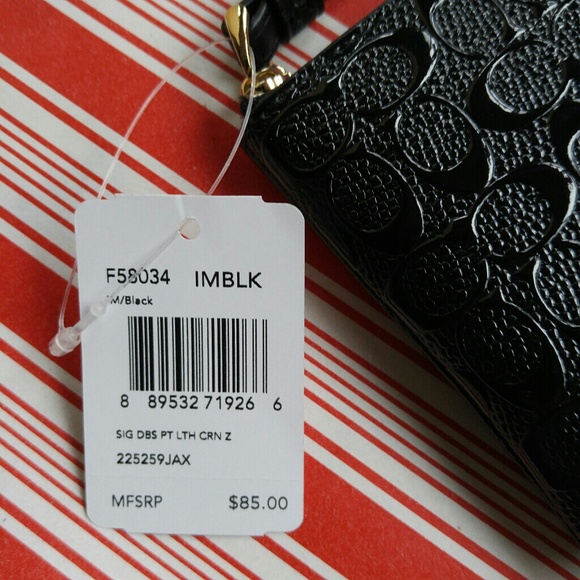 F58034 IMBLK
IM/Black
8 89532 71926 6
SIG DBS PT LTH CRN Z
225259JAX
MFSRP $85.00